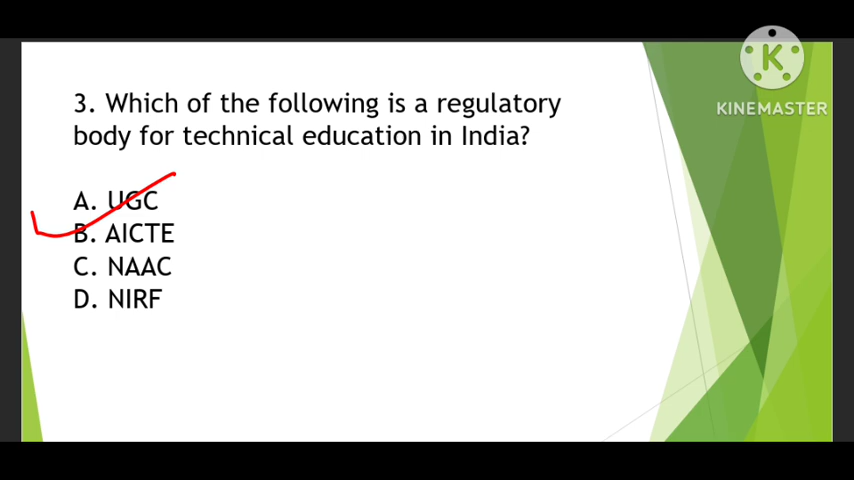 KINEMASTER
3. Which of the following is a regulatory
body for technical education in India?
A. UGC
B. AICTE
C. NAAC
D. NIRF